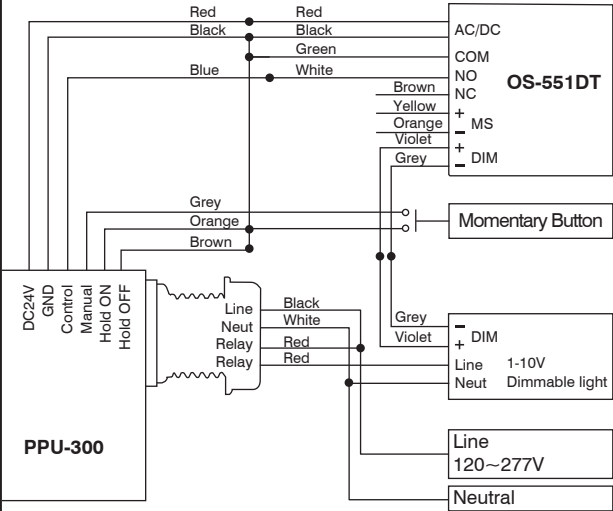 Red Red
Black Black
AC/DC
Green
COM
Blue White
NO
OS-551DT
Brown
NC
Yellow
+
Orange
MS
−
Violet
+
DIM
Grey
−
Grey
Orange
Momentary Button
Brown
DC24V
GND
Control
Manual
Hold ON
Hold OFF
Line Black
Neut White
Relay Red
Relay Red
Grey −
DIM
Violet +
Line 1-10V
Neut Dimmable light
PPU-300
Line
120~277V
Neutral